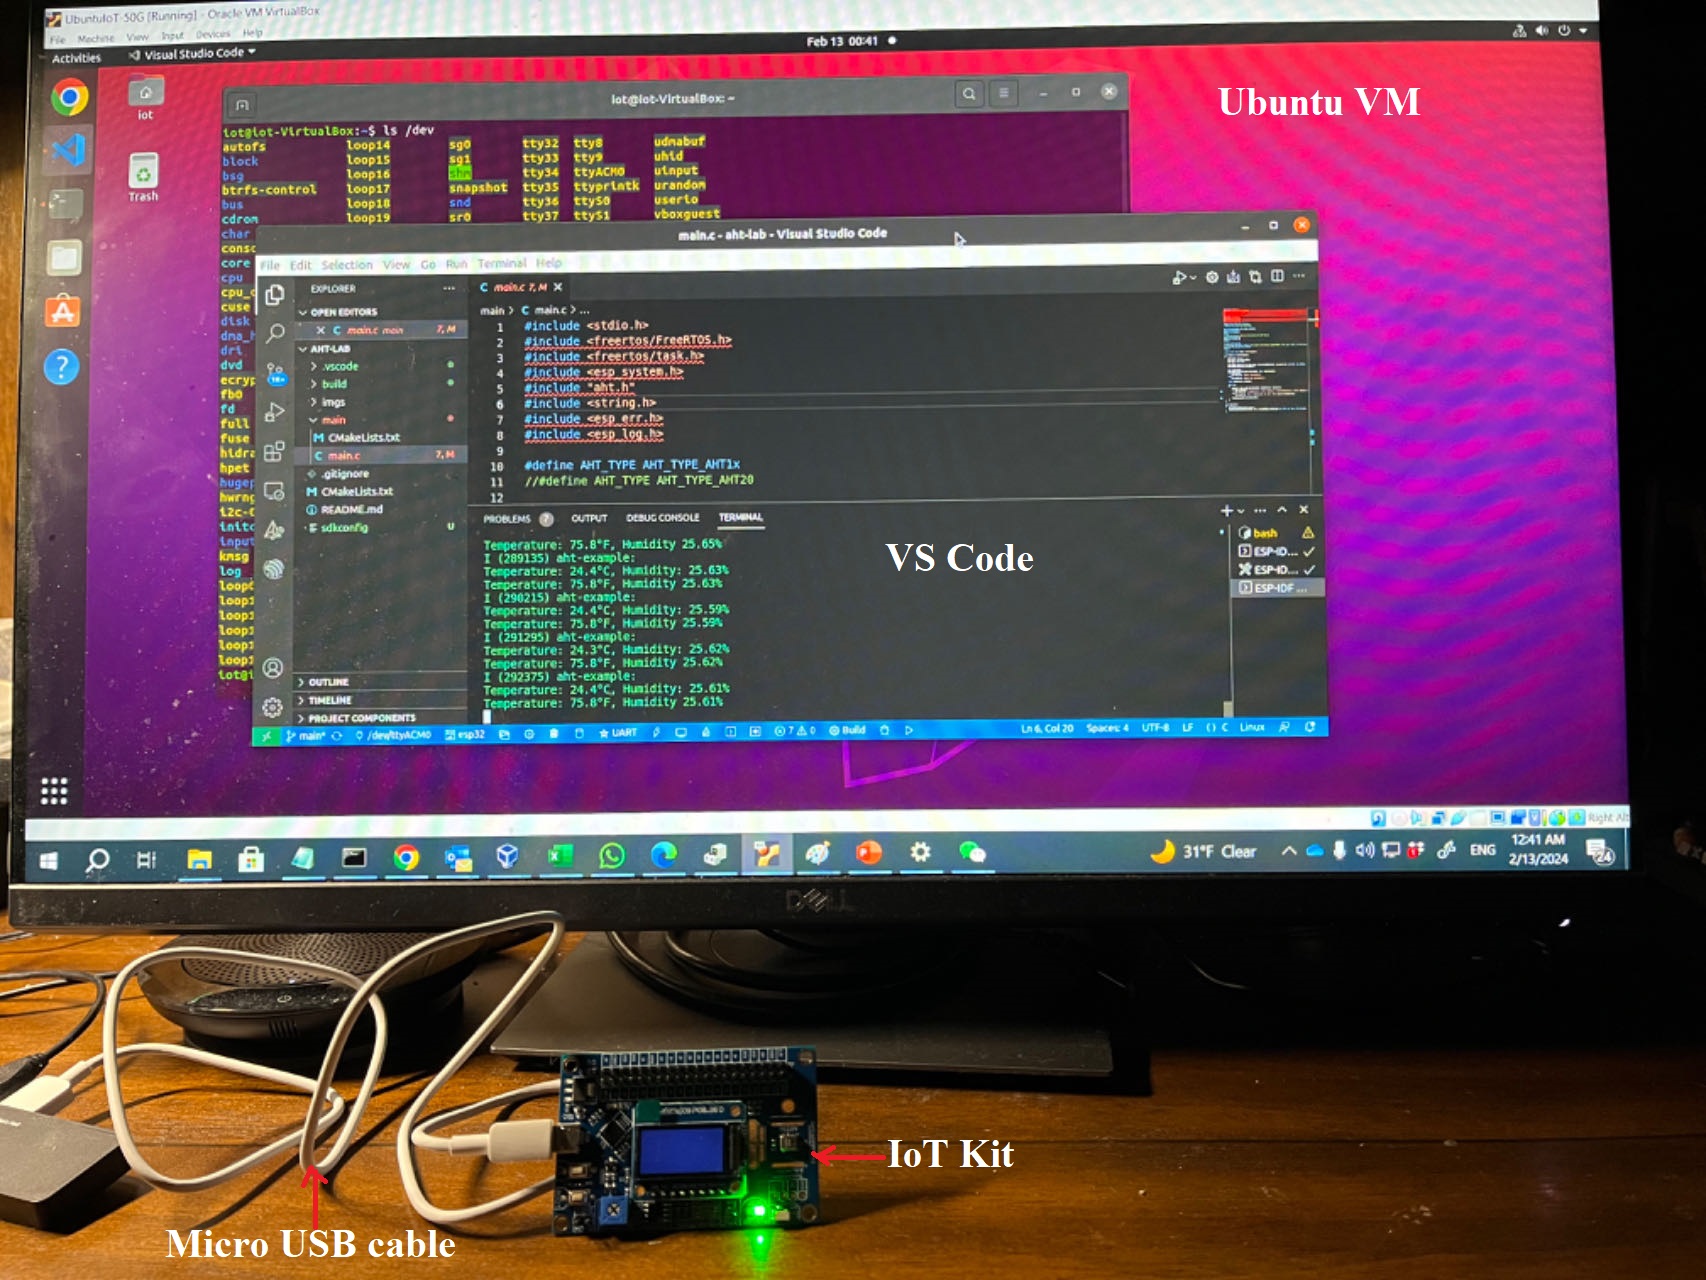 UbuntuIoT-50G [Running] - Oracle VM VirtualBox
File Machine View Input Devices Help
Activities Visual Studio Code Feb 13 00:41
iot
Trash
Ubuntu VM
iot@iot-VirtualBox: ~
iot@iot-VirtualBox:~$ ls /dev
autofs loop14 sg0 tty32 tty8 udmabuf
block loop15 sg1 tty33 tty9 uhid
bsg loop16 shm tty34 ttyACM0 uinput
btrfs-control loop17 snapshot tty35 ttyprintk urandom
bus loop18 snd tty36 ttyS0 userio
cdrom loop19 sr0 tty37 ttyS1 vboxguest
char
cons
core
cpu
cpu_
cuse
disk
dma_h
dri
dvd
ecryp
fb0
fd
full
fuse
hidra
hpet
hugep
hwrng
i2c-0
initc
input
kmsg
log
loop0
loop1
loop1
loop1
loop1
loop1
iot@i
main.c - aht-lab - Visual Studio Code
File Edit Selection View Go Run Terminal Help
EXPLORER
OPEN EDITORS
main.c main 7, M
AHT-LAB
.vscode
build
imgs
main
CMakeLists.txt
main.c 7, M
.gitignore
CMakeLists.txt
README.md
sdkconfig U
OUTLINE
TIMELINE
PROJECT COMPONENTS
main.c 7, M
main > main.c > ...
1 #include <stdio.h>
2 #include <freertos/FreeRTOS.h>
3 #include <freertos/task.h>
4 #include <esp_system.h>
5 #include "aht.h"
6 #include <string.h>
7 #include <esp_err.h>
8 #include <esp_log.h>
9
10 #define AHT_TYPE AHT_TYPE_AHT1x
11 //#define AHT_TYPE AHT_TYPE_AHT20
12
PROBLEMS 7 OUTPUT DEBUG CONSOLE TERMINAL
Temperature: 75.8°F, Humidity 25.65%
I (289135) aht-example:
Temperature: 24.4°C, Humidity: 25.63%
Temperature: 75.8°F, Humidity 25.63%
I (290215) aht-example:
Temperature: 24.4°C, Humidity: 25.59%
Temperature: 75.8°F, Humidity 25.59%
I (291295) aht-example:
Temperature: 24.3°C, Humidity: 25.62%
Temperature: 75.8°F, Humidity 25.62%
I (292375) aht-example:
Temperature: 24.4°C, Humidity: 25.61%
Temperature: 75.8°F, Humidity 25.61%
VS Code
bash
ESP-ID...
ESP-ID...
ESP-IDF ...
main* /dev/ttyACM0 esp32 UART 7 0 Build Ln 6, Col 20 Spaces: 4 UTF-8 LF C Linux
Right Alt
31°F Clear ENG 12:41 AM
2/13/2024 24
DELL
IoT Kit
Micro USB cable